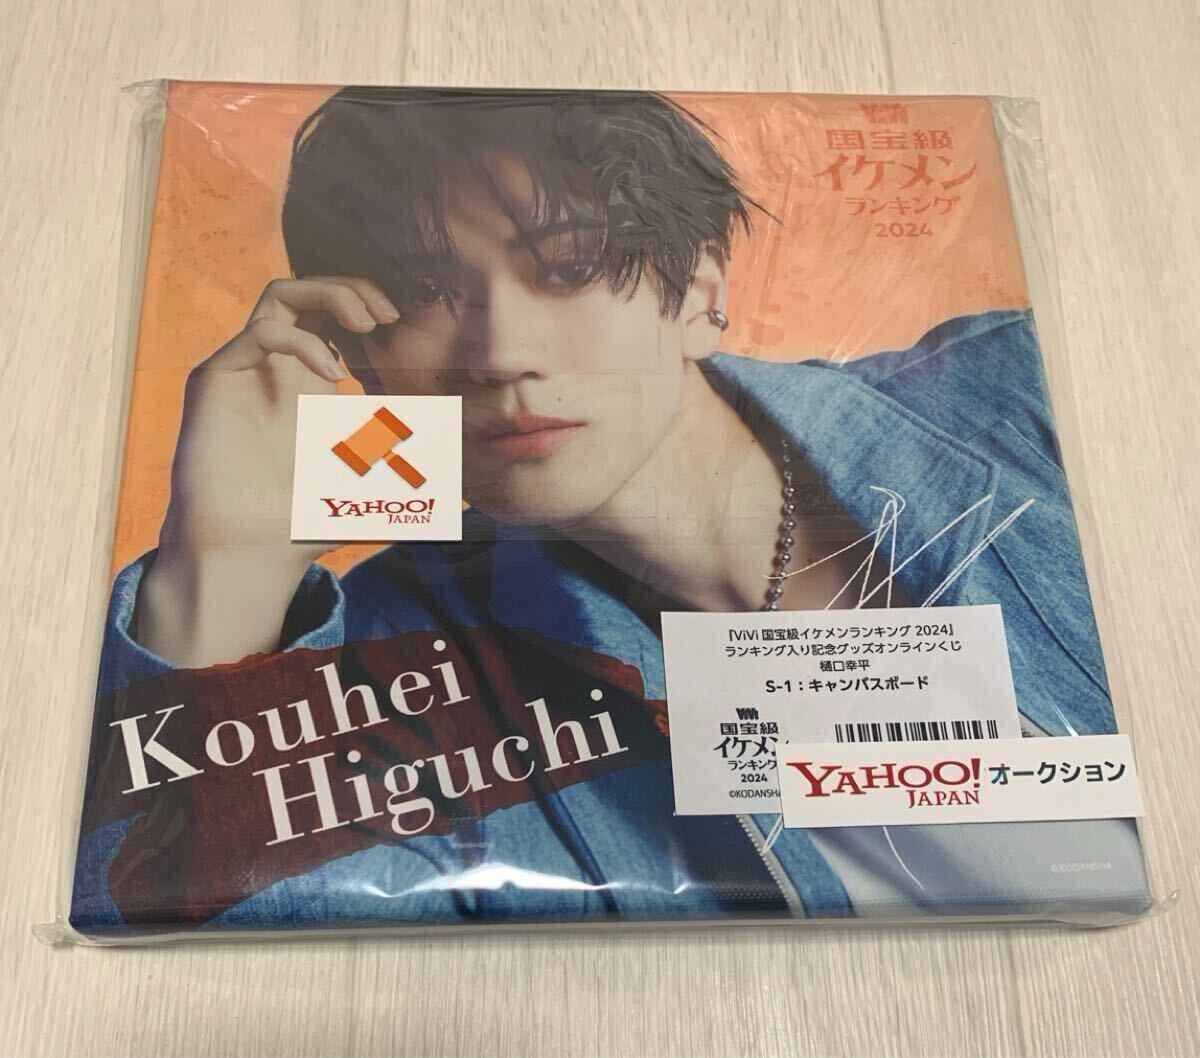 ViVi
国宝級
イケメン
ランキング
2024
YAHOO!
JAPAN
Kouhei
Higuchi
『ViVi 国宝級イケメンランキング 2024』
ランキング入り記念グッズオンラインくじ
樋口幸平
S-1：キャンバスボード
ViVi
国宝級
イケメン
ランキング
2024
©KODANSHA
YAHOO! オークション
JAPAN
©KODANSHA